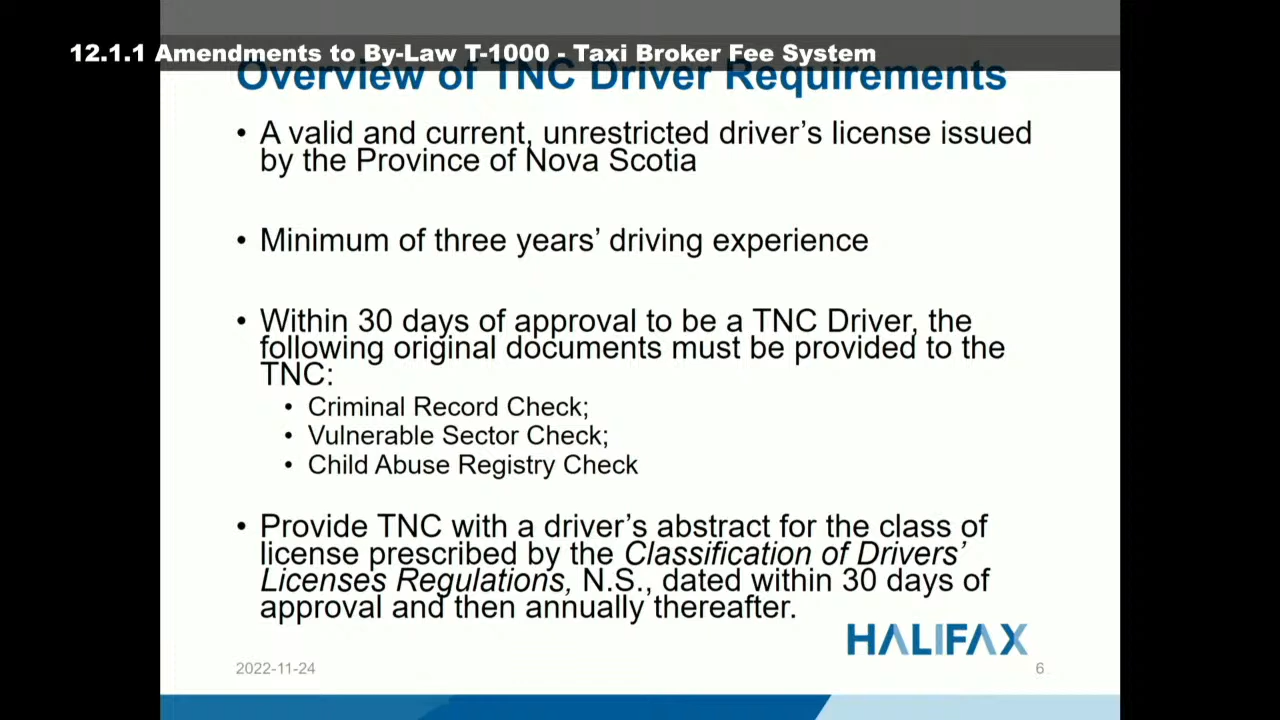 12.1.1 Amendments to By-Law T-1000 - Taxi Broker Fee System
Overview of TNC Driver Requirements
• A valid and current, unrestricted driver’s license issued
by the Province of Nova Scotia
• Minimum of three years’ driving experience
• Within 30 days of approval to be a TNC Driver, the
following original documents must be provided to the
TNC:
• Criminal Record Check;
• Vulnerable Sector Check;
• Child Abuse Registry Check
• Provide TNC with a driver’s abstract for the class of
license prescribed by the Classification of Drivers’
Licenses Regulations, N.S., dated within 30 days of
approval and then annually thereafter.
HALIFAX
2022-11-24
6